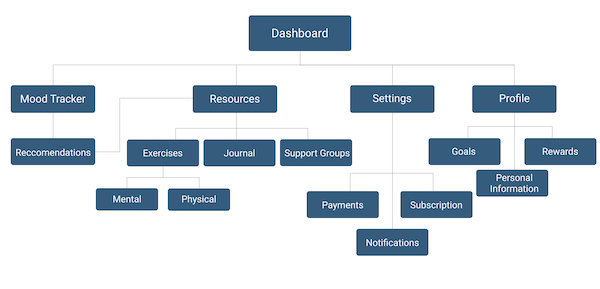 Dashboard
Mood Tracker
Resources
Settings
Profile
Reccomendations
Exercises
Journal
Support Groups
Goals
Rewards
Personal
Information
Mental
Physical
Payments
Subscription
Notifications